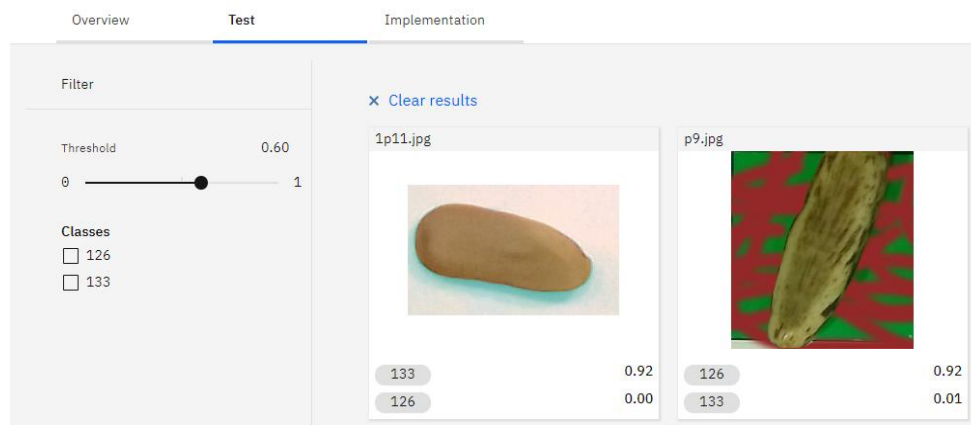 Overview Test Implementation
Filter
Threshold 0.60
0 1
Classes
126
133
× Clear results
1p11.jpg
133 0.92
126 0.00
p9.jpg
126 0.92
133 0.01